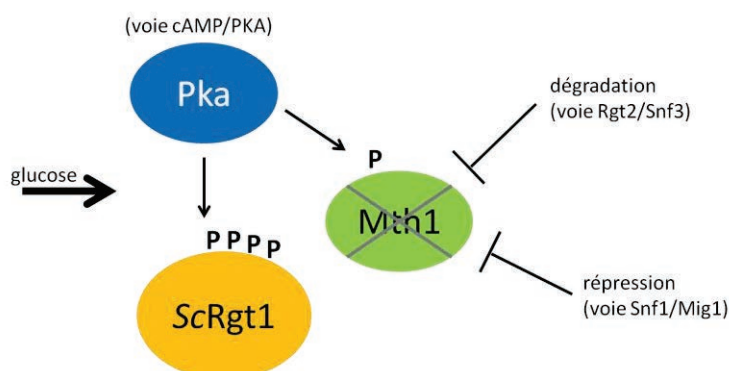 (voie cAMP/PKA)
Pka
dégradation
(voie Rgt2/Snf3)
glucose
P
Mth1
P P P P
ScRgt1
répression
(voie Snf1/Mig1)